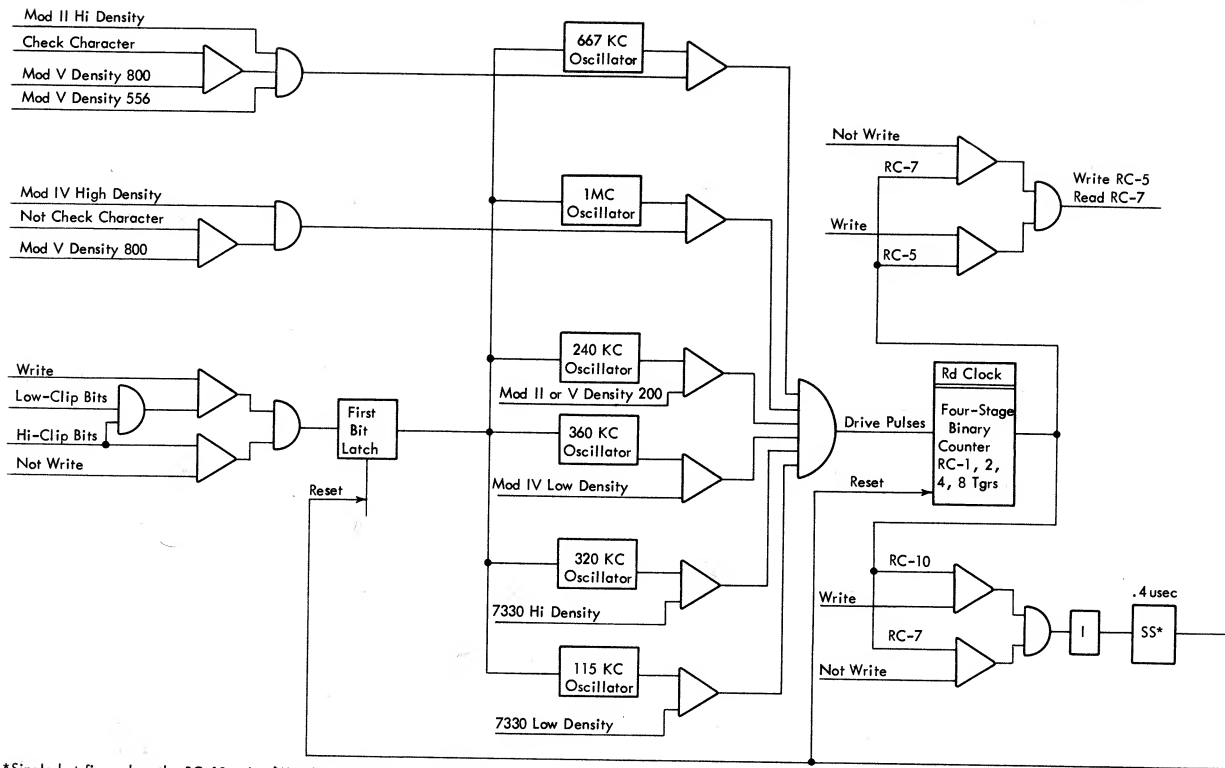 Mod II Hi Density
Check Character
Mod V Density 800
Mod V Density 556
667 KC
Oscillator
Mod IV High Density
Not Check Character
Mod V Density 800
1MC
Oscillator
Not Write
RC-7
Write
RC-5
Write RC-5
Read RC-7
Write
Low-Clip Bits
Hi-Clip Bits
Not Write
First
Bit
Latch
Reset
240 KC
Oscillator
Mod II or V Density 200
360 KC
Oscillator
Mod IV Low Density
320 KC
Oscillator
7330 Hi Density
115 KC
Oscillator
7330 Low Density
Drive Pulses
Reset
Rd Clock
Four-Stage
Binary
Counter
RC-1, 2,
4, 8 Tgrs
RC-10
Write
RC-7
Not Write
I
.4 usec
SS*